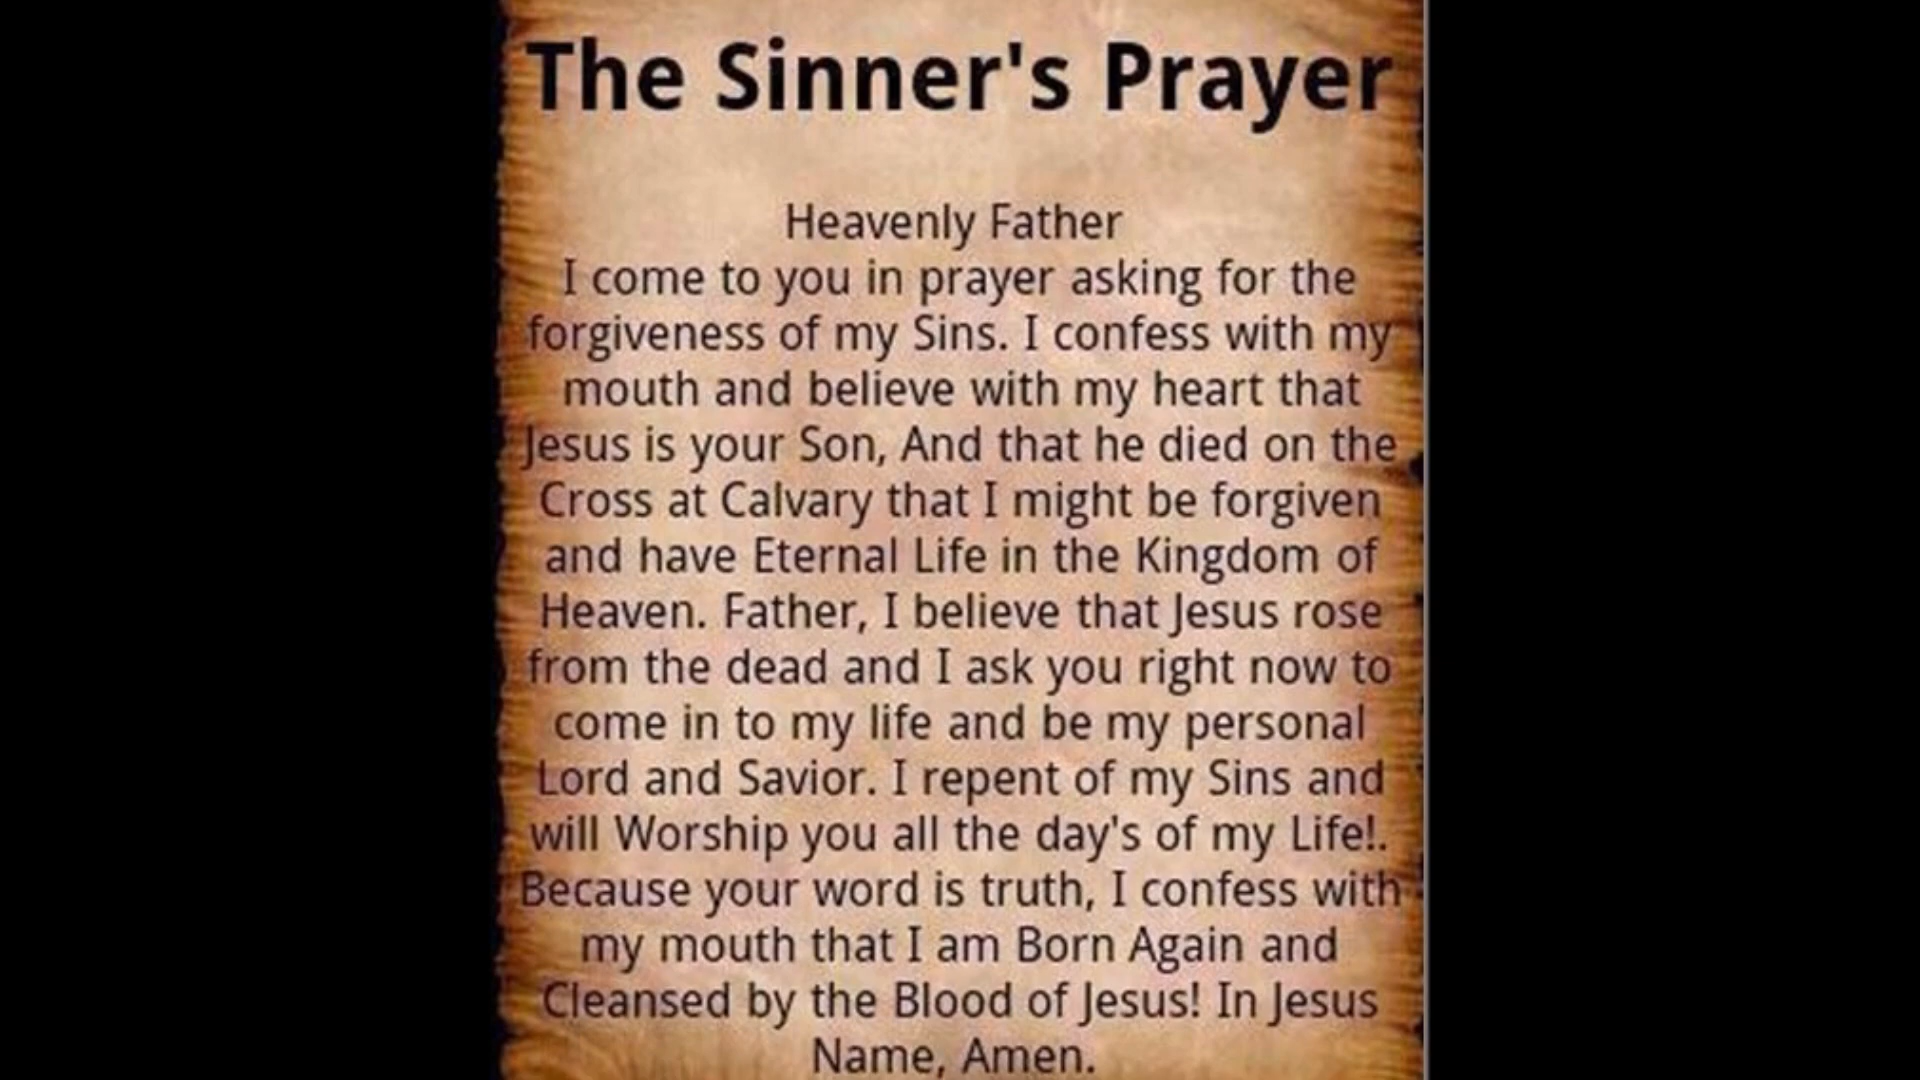 The Sinner's Prayer
Heavenly Father
I come to you in prayer asking for the
forgiveness of my Sins. I confess with my
mouth and believe with my heart that
Jesus is your Son, And that he died on the
Cross at Calvary that I might be forgiven
and have Eternal Life in the Kingdom of
Heaven. Father, I believe that Jesus rose
from the dead and I ask you right now to
come in to my life and be my personal
Lord and Savior. I repent of my Sins and
will Worship you all the day's of my Life!.
Because your word is truth, I confess with
my mouth that I am Born Again and
Cleansed by the Blood of Jesus! In Jesus
Name, Amen.